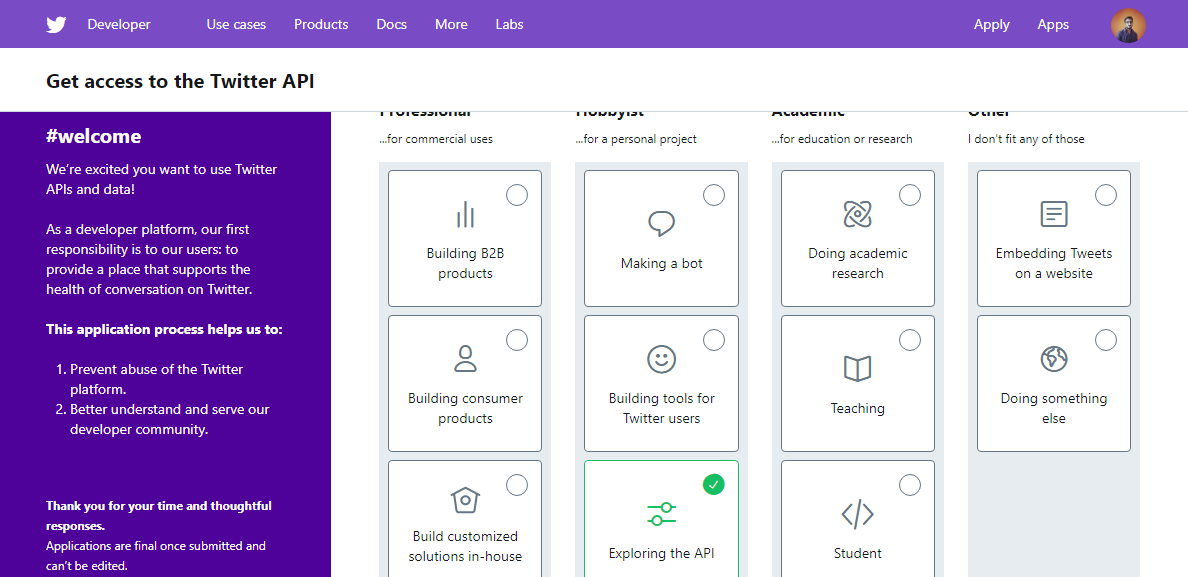 Developer
Use cases
Products
Docs
More
Labs
Apply
Apps
Get access to the Twitter API
#welcome
We’re excited you want to use Twitter
APIs and data!
As a developer platform, our first
responsibility is to our users: to
provide a place that supports the
health of conversation on Twitter.
This application process helps us to:
1. Prevent abuse of the Twitter
platform.
2. Better understand and serve our
developer community.
Thank you for your time and thoughtful
responses.
Applications are final once submitted and
can’t be edited.
Professional
...for commercial uses
Building B2B
products
Building consumer
products
Build customized
solutions in-house
Hobbyist
...for a personal project
Making a bot
Building tools for
Twitter users
Exploring the API
Academic
...for education or research
Doing academic
research
Teaching
Student
Other
I don't fit any of those
Embedding Tweets
on a website
Doing something
else